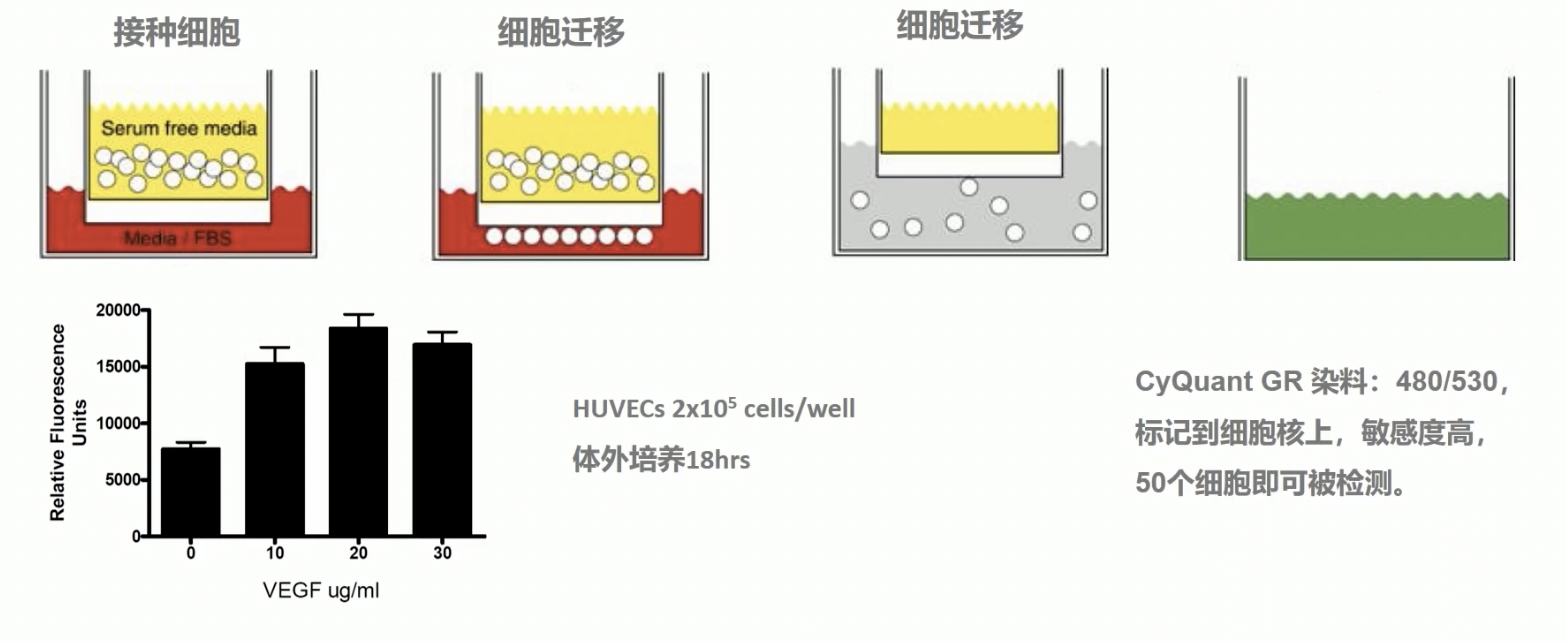 接种细胞
细胞迁移
细胞迁移
Serum free media
Media / FBS
Relative Fluorescence
Units
20000
15000
10000
5000
0
0 10 20 30
VEGF ug/ml
HUVECs 2x10⁵ cells/well
体外培养18hrs
CyQuant GR 染料：480/530，
标记到细胞核上，敏感度高，
50个细胞即可被检测。